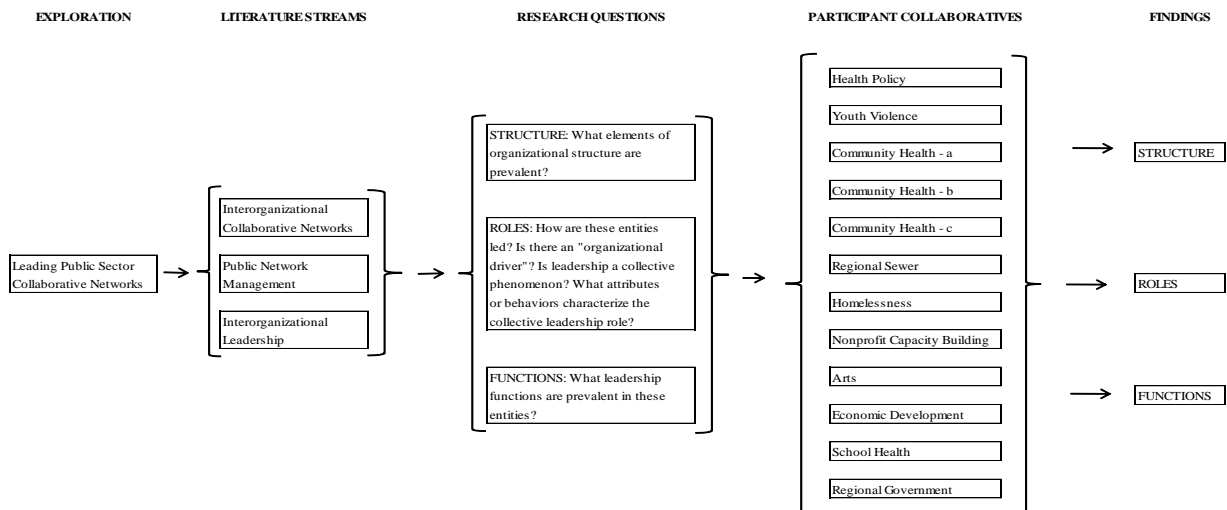 EXPLORATION
LITERATURE STREAMS
RESEARCH QUESTIONS
PARTICIPANT COLLABORATIVES
FINDINGS
Leading Public Sector
Collaborative Networks
Interorganizational
Collaborative Networks
Public Network
Management
Interorganizational
Leadership
STRUCTURE: What elements of
organizational structure are
prevalent?
ROLES: How are these entities
led? Is there an "organizational
driver"? Is leadership a collective
phenomenon? What attributes
or behaviors characterize the
collective leadership role?
FUNCTIONS: What leadership
functions are prevalent in these
entities?
Health Policy
Youth Violence
Community Health - a
Community Health - b
Community Health - c
Regional Sewer
Homelessness
Nonprofit Capacity Building
Arts
Economic Development
School Health
Regional Government
STRUCTURE
ROLES
FUNCTIONS